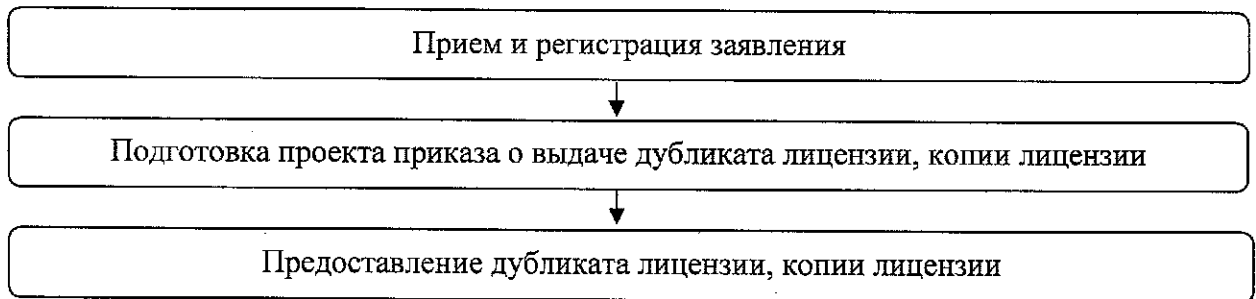 Прием и регистрация заявления
Подготовка проекта приказа о выдаче дубликата лицензии, копии лицензии
Предоставление дубликата лицензии, копии лицензии